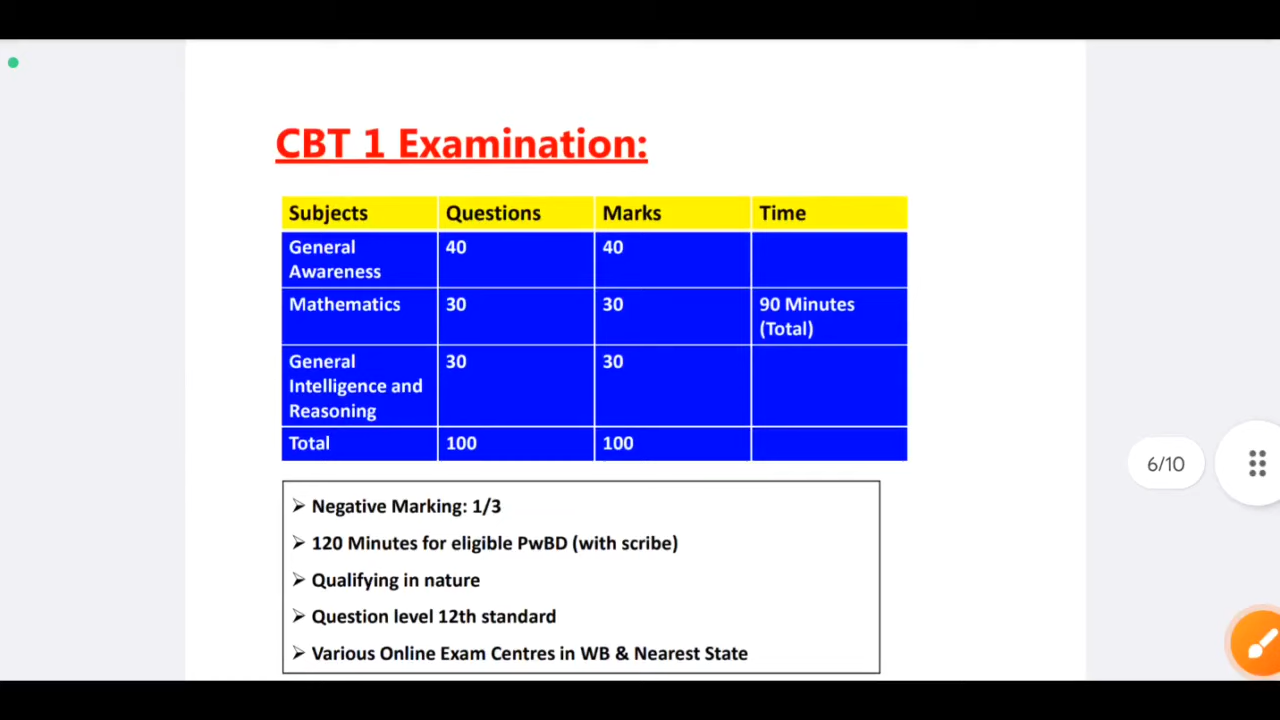 CBT 1 Examination:
Subjects Questions Marks Time
General Awareness 40 40
Mathematics 30 30 90 Minutes (Total)
General Intelligence and Reasoning 30 30
Total 100 100
➢ Negative Marking: 1/3
➢ 120 Minutes for eligible PwBD (with scribe)
➢ Qualifying in nature
➢ Question level 12th standard
➢ Various Online Exam Centres in WB & Nearest State
6/10